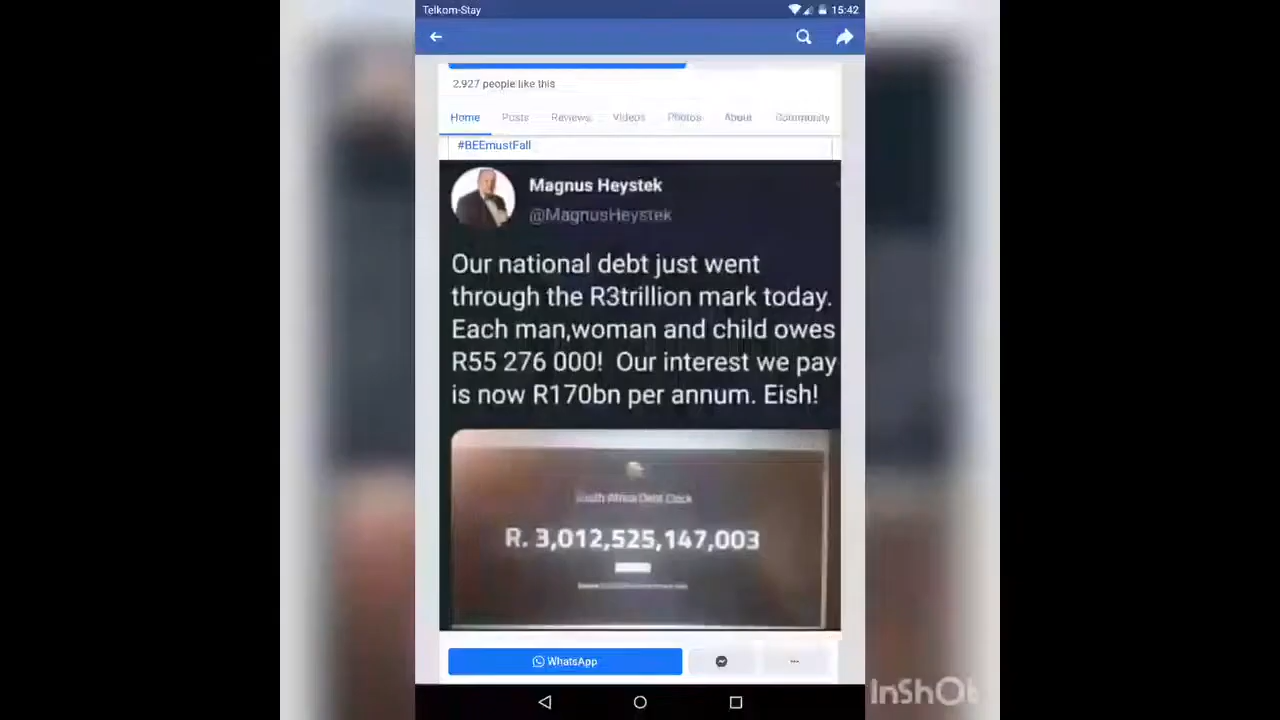 Telkom-Stay
15:42
2,927 people like this
Home Posts Reviews Videos Photos About Community
#BEEmustFall
Magnus Heystek
@MagnusHeystek
Our national debt just went
through the R3trillion mark today.
Each man,woman and child owes
R55 276 000! Our interest we pay
is now R170bn per annum. Eish!
South Africa Debt Clock
R. 3,012,525,147,003
WhatsApp
InShOt